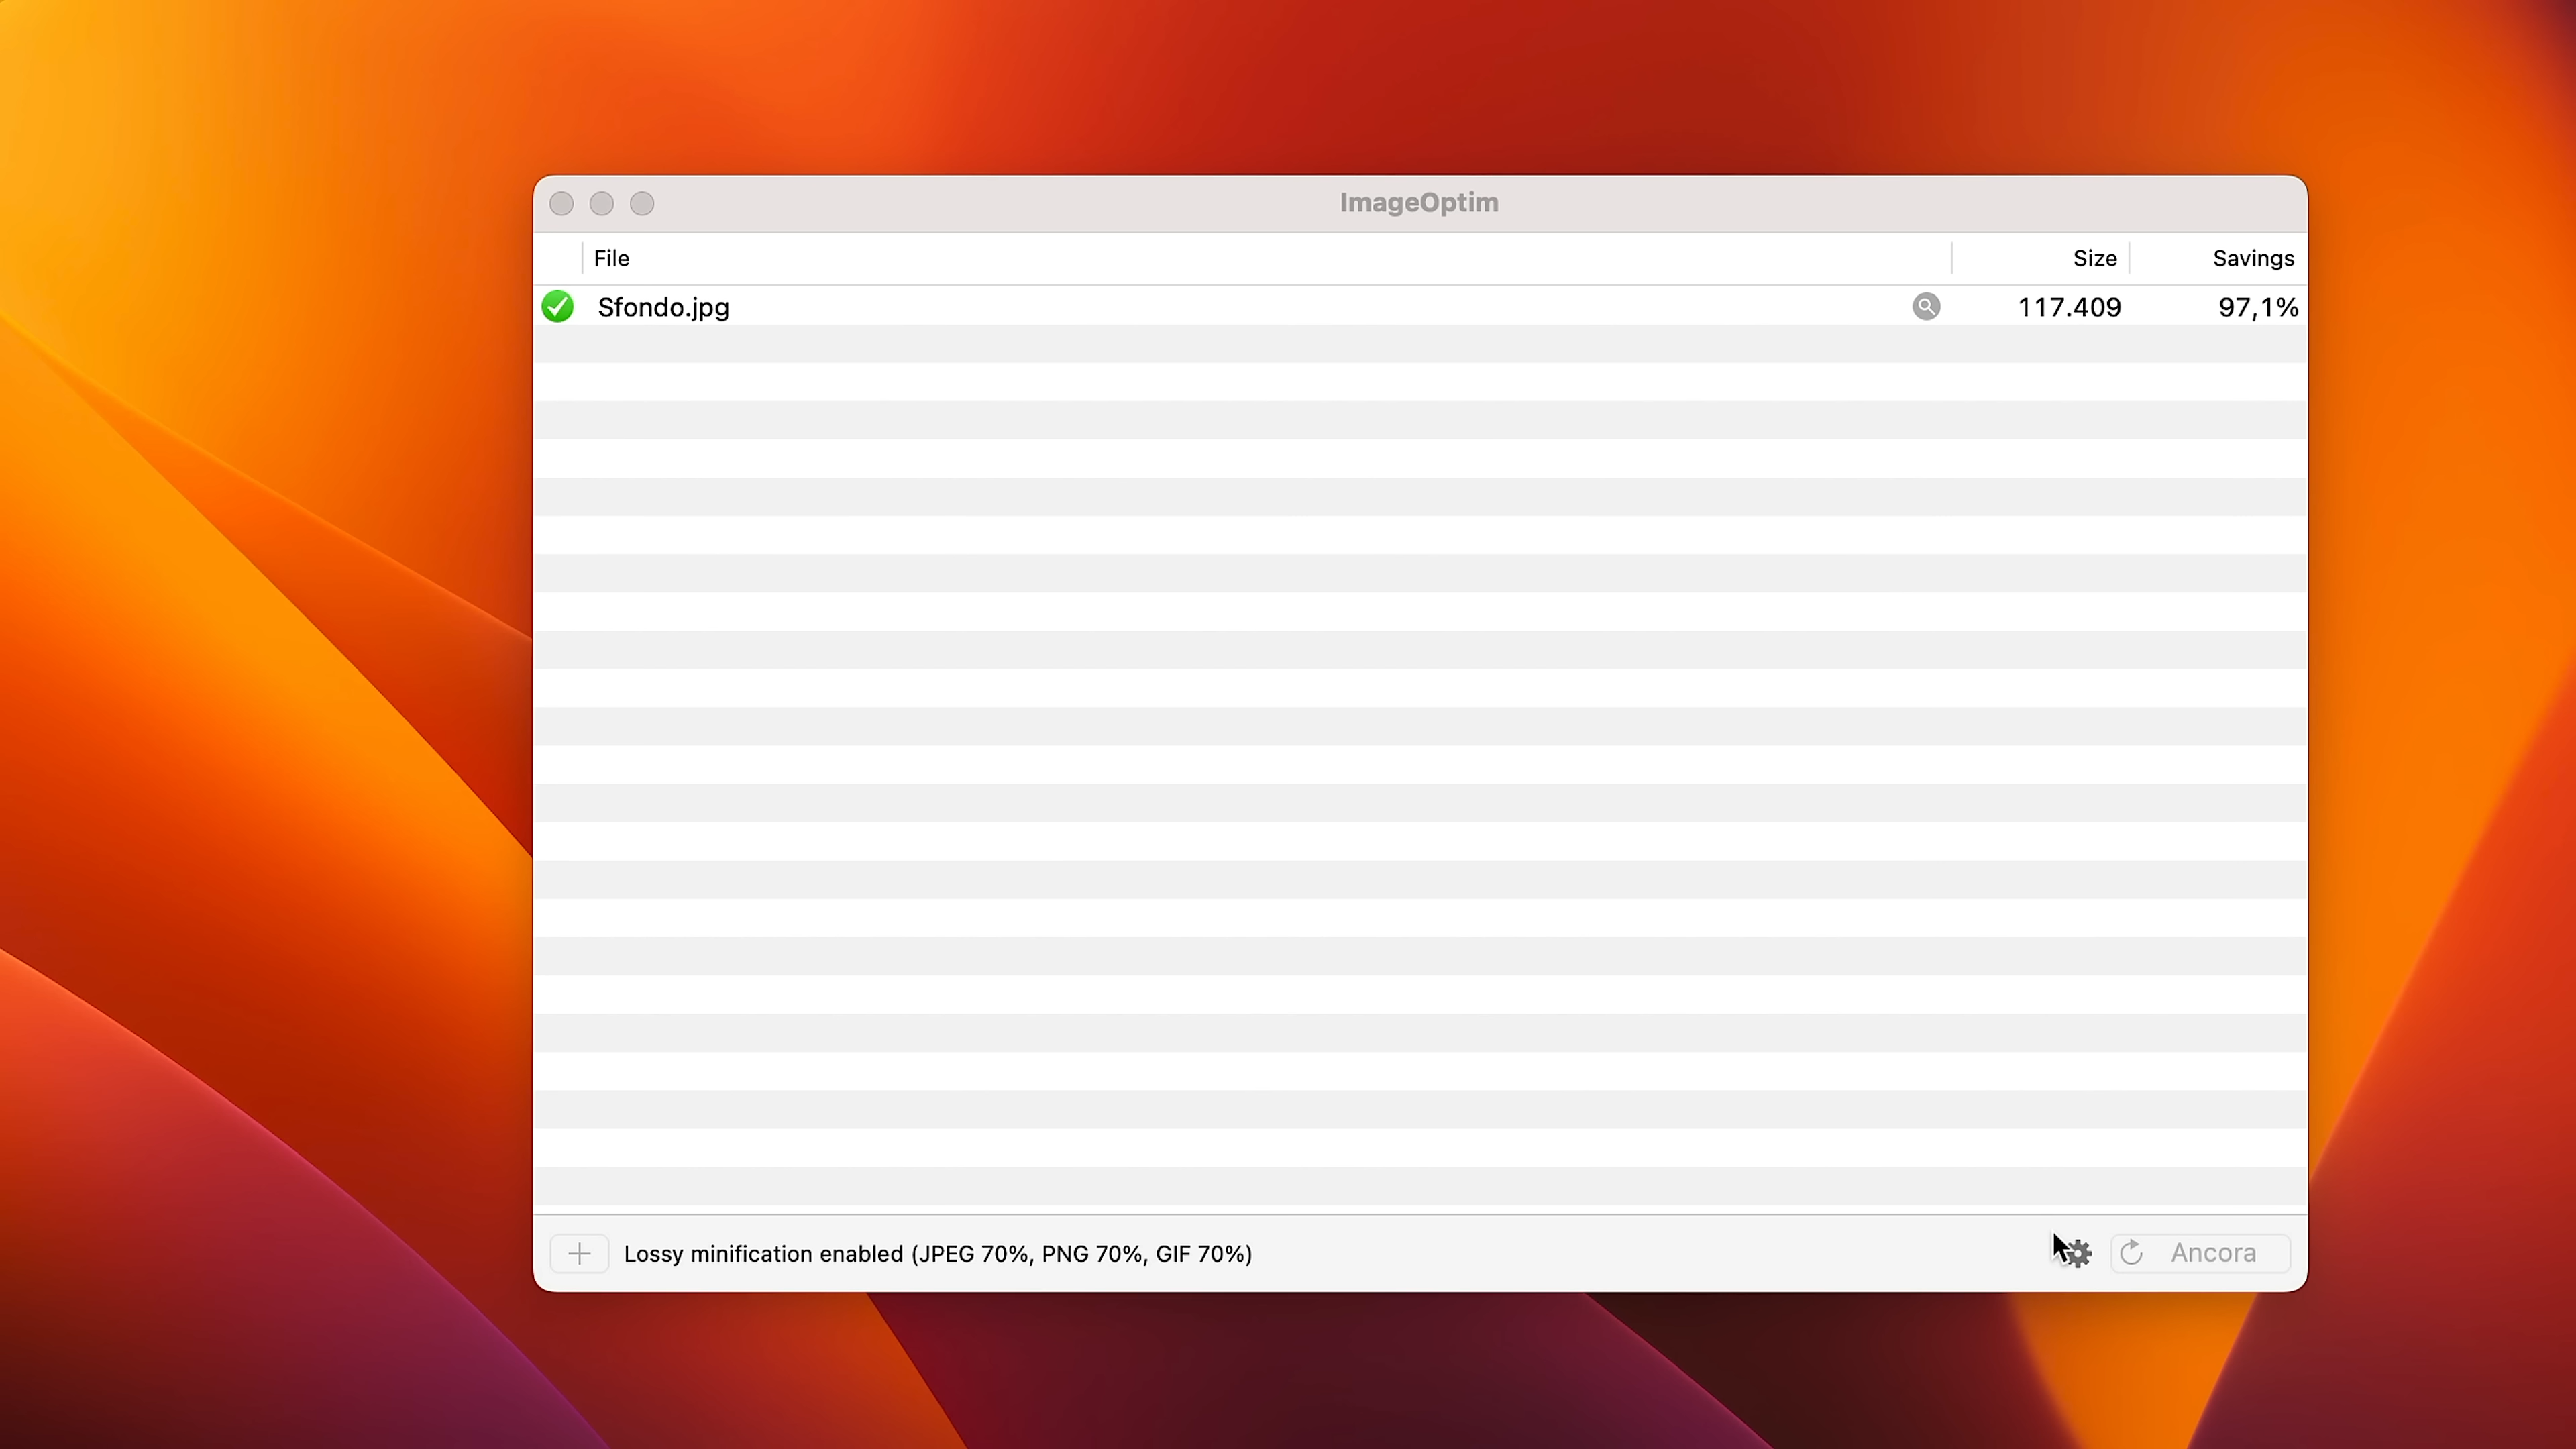 ImageOptim
File Size Savings
Sfondo.jpg 117.409 97,1%
Lossy minification enabled (JPEG 70%, PNG 70%, GIF 70%) Ancora